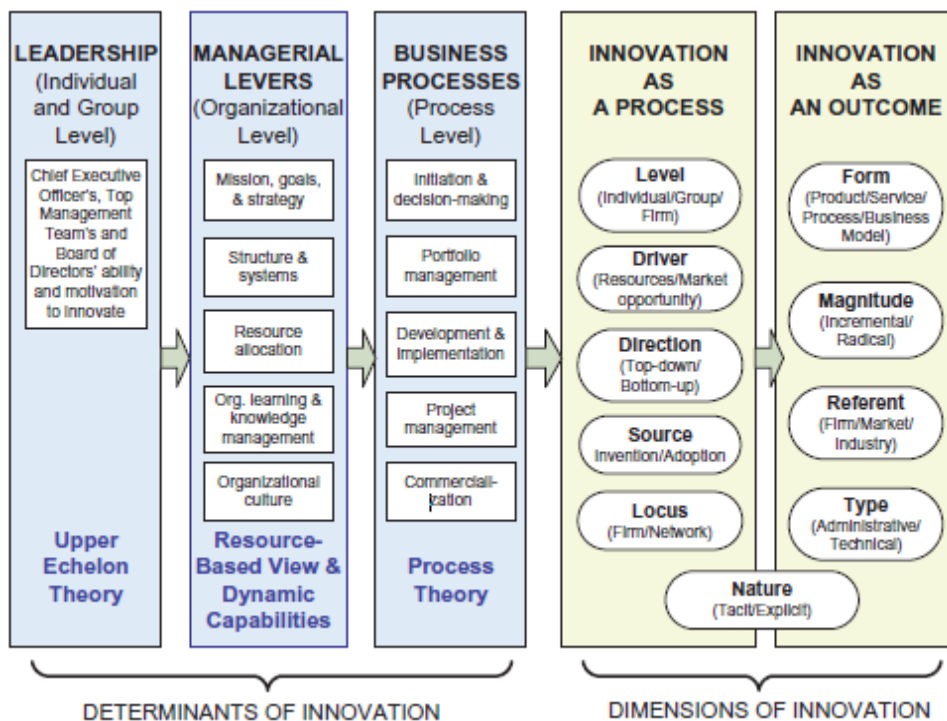 LEADERSHIP
(Individual
and Group
Level)
Chief Executive
Officer's, Top
Management
Team's and
Board of
Directors' ability
and motivation
to innovate
Upper
Echelon
Theory
MANAGERIAL
LEVERS
(Organizational
Level)
Mission, goals,
& strategy
Structure &
systems
Resource
allocation
Org. learning &
knowledge
management
Organizational
culture
Resource-
Based View &
Dynamic
Capabilities
BUSINESS
PROCESSES
(Process
Level)
Initiation &
decision-making
Portfolio
management
Development &
implementation
Project
management
Commerciali-
zation
Process
Theory
INNOVATION
AS
A PROCESS
Level
(Individual/Group/
Firm)
Driver
(Resources/Market
opportunity)
Direction
(Top-down/
Bottom-up)
Source
Invention/Adoption
Locus
(Firm/Network)
INNOVATION
AS
AN OUTCOME
Form
(Product/Service/
Process/Business
Model)
Magnitude
(Incremental/
Radical)
Referent
(Firm/Market/
Industry)
Type
(Administrative/
Technical)
Nature
(Tacit/Explicit)
DETERMINANTS OF INNOVATION
DIMENSIONS OF INNOVATION